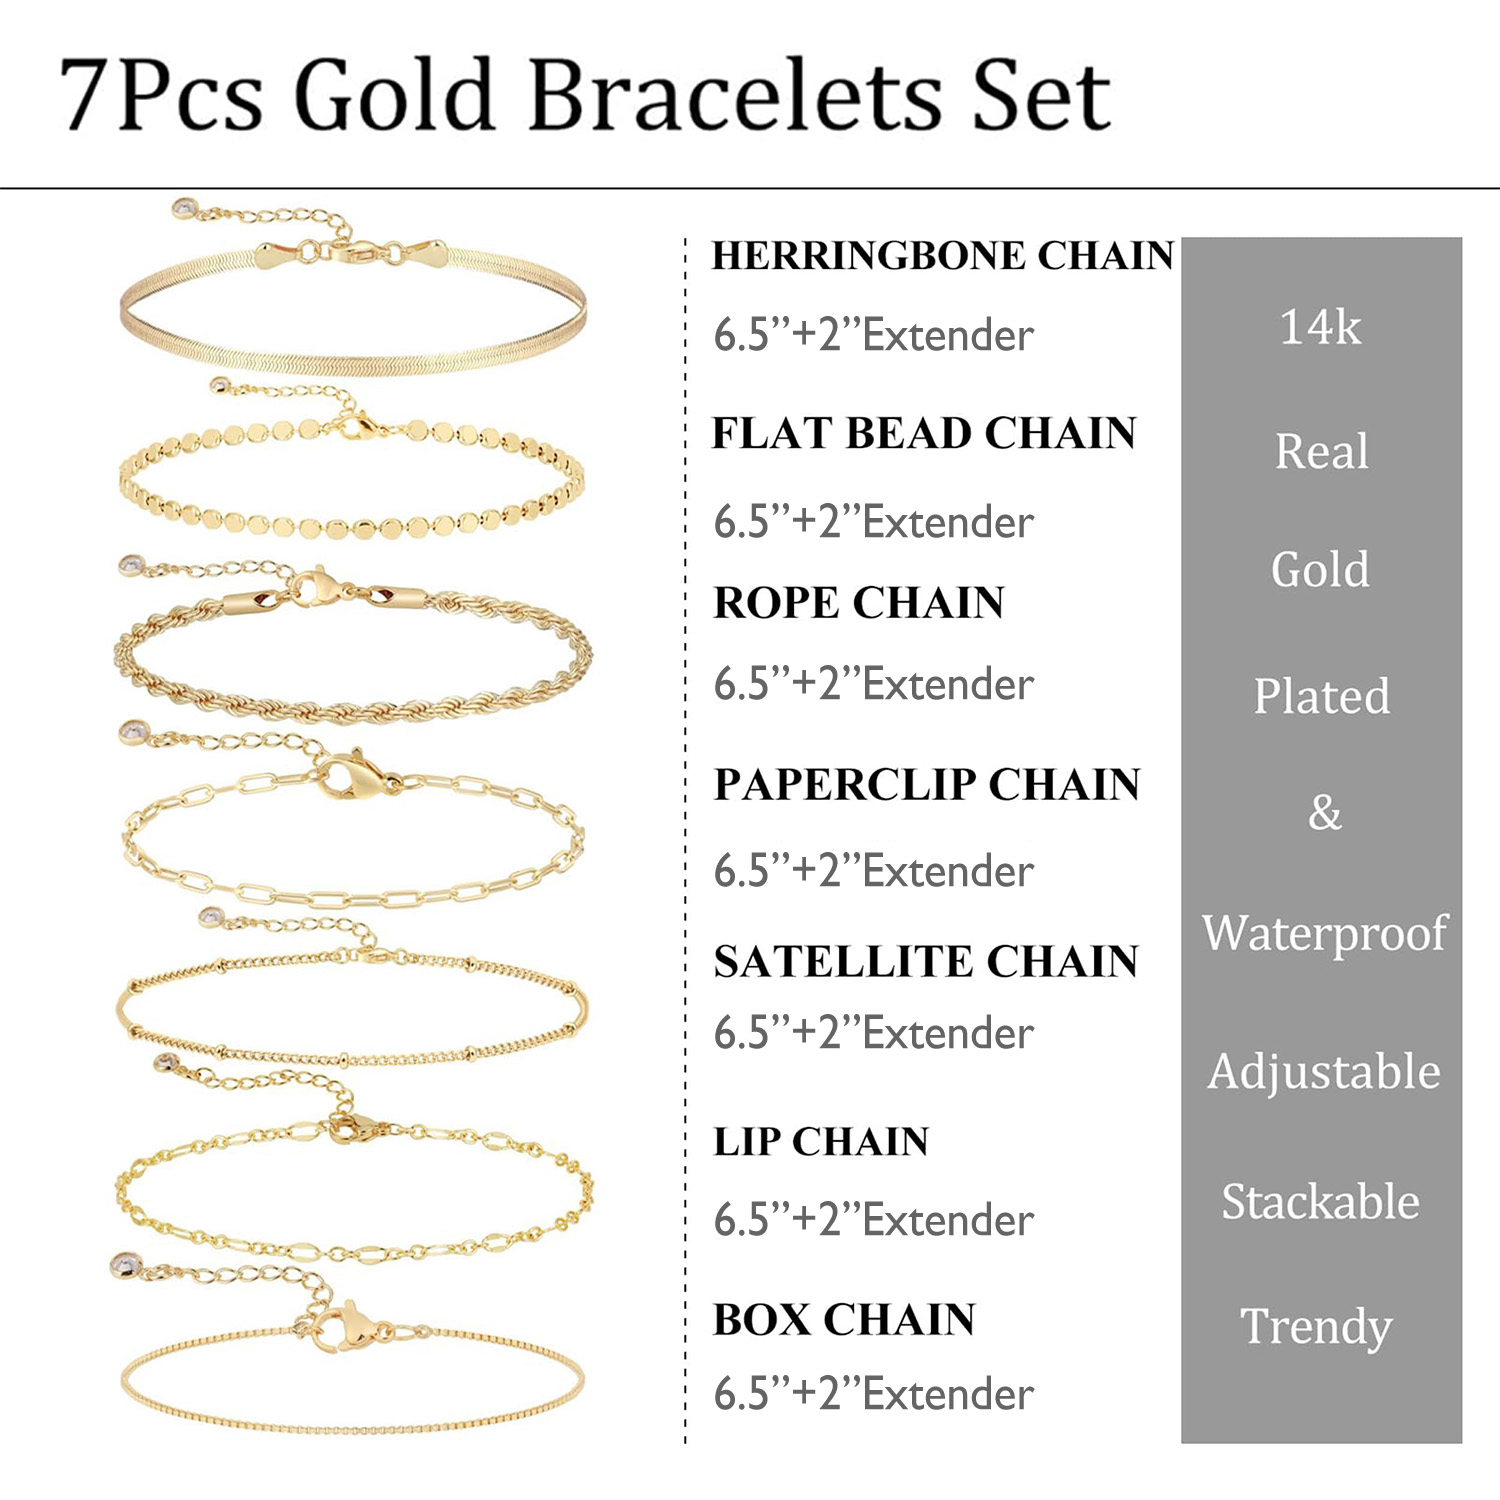 7Pcs Gold Bracelets Set
HERRINGBONE CHAIN
6.5”+2”Extender
FLAT BEAD CHAIN
6.5”+2”Extender
ROPE CHAIN
6.5”+2”Extender
PAPERCLIP CHAIN
6.5”+2”Extender
SATELLITE CHAIN
6.5”+2”Extender
LIP CHAIN
6.5”+2”Extender
BOX CHAIN
6.5”+2”Extender
14k
Real
Gold
Plated
&
Waterproof
Adjustable
Stackable
Trendy